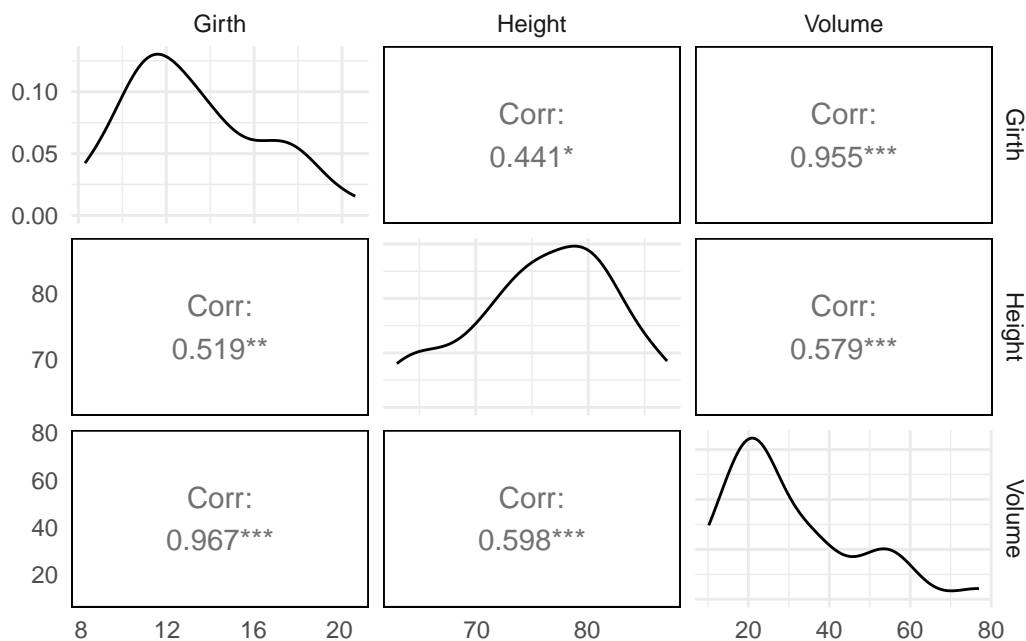 Girth Height Volume
0.10
0.05
0.00
Corr:
0.441*
Corr:
0.955***
Girth
80
70
Corr:
0.519**
Corr:
0.579***
Height
80
60
40
20
Corr:
0.967***
Corr:
0.598***
Volume
8 12 16 20 70 80 20 40 60 80